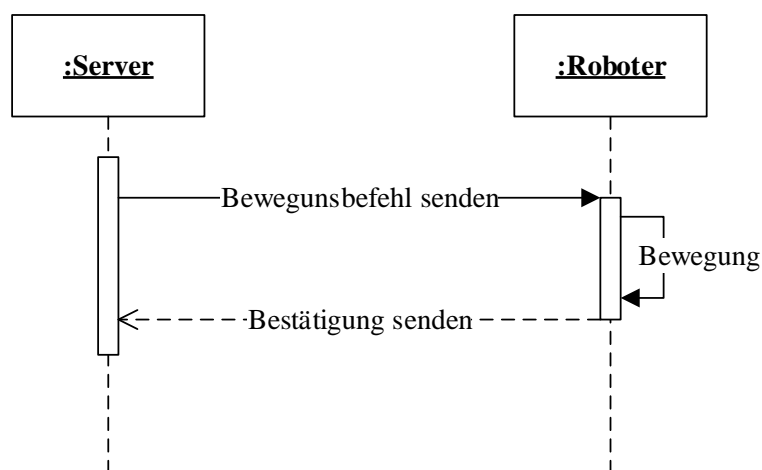 :Server
:Roboter
Bewegunsbefehl senden
Bewegung
Bestätigung senden